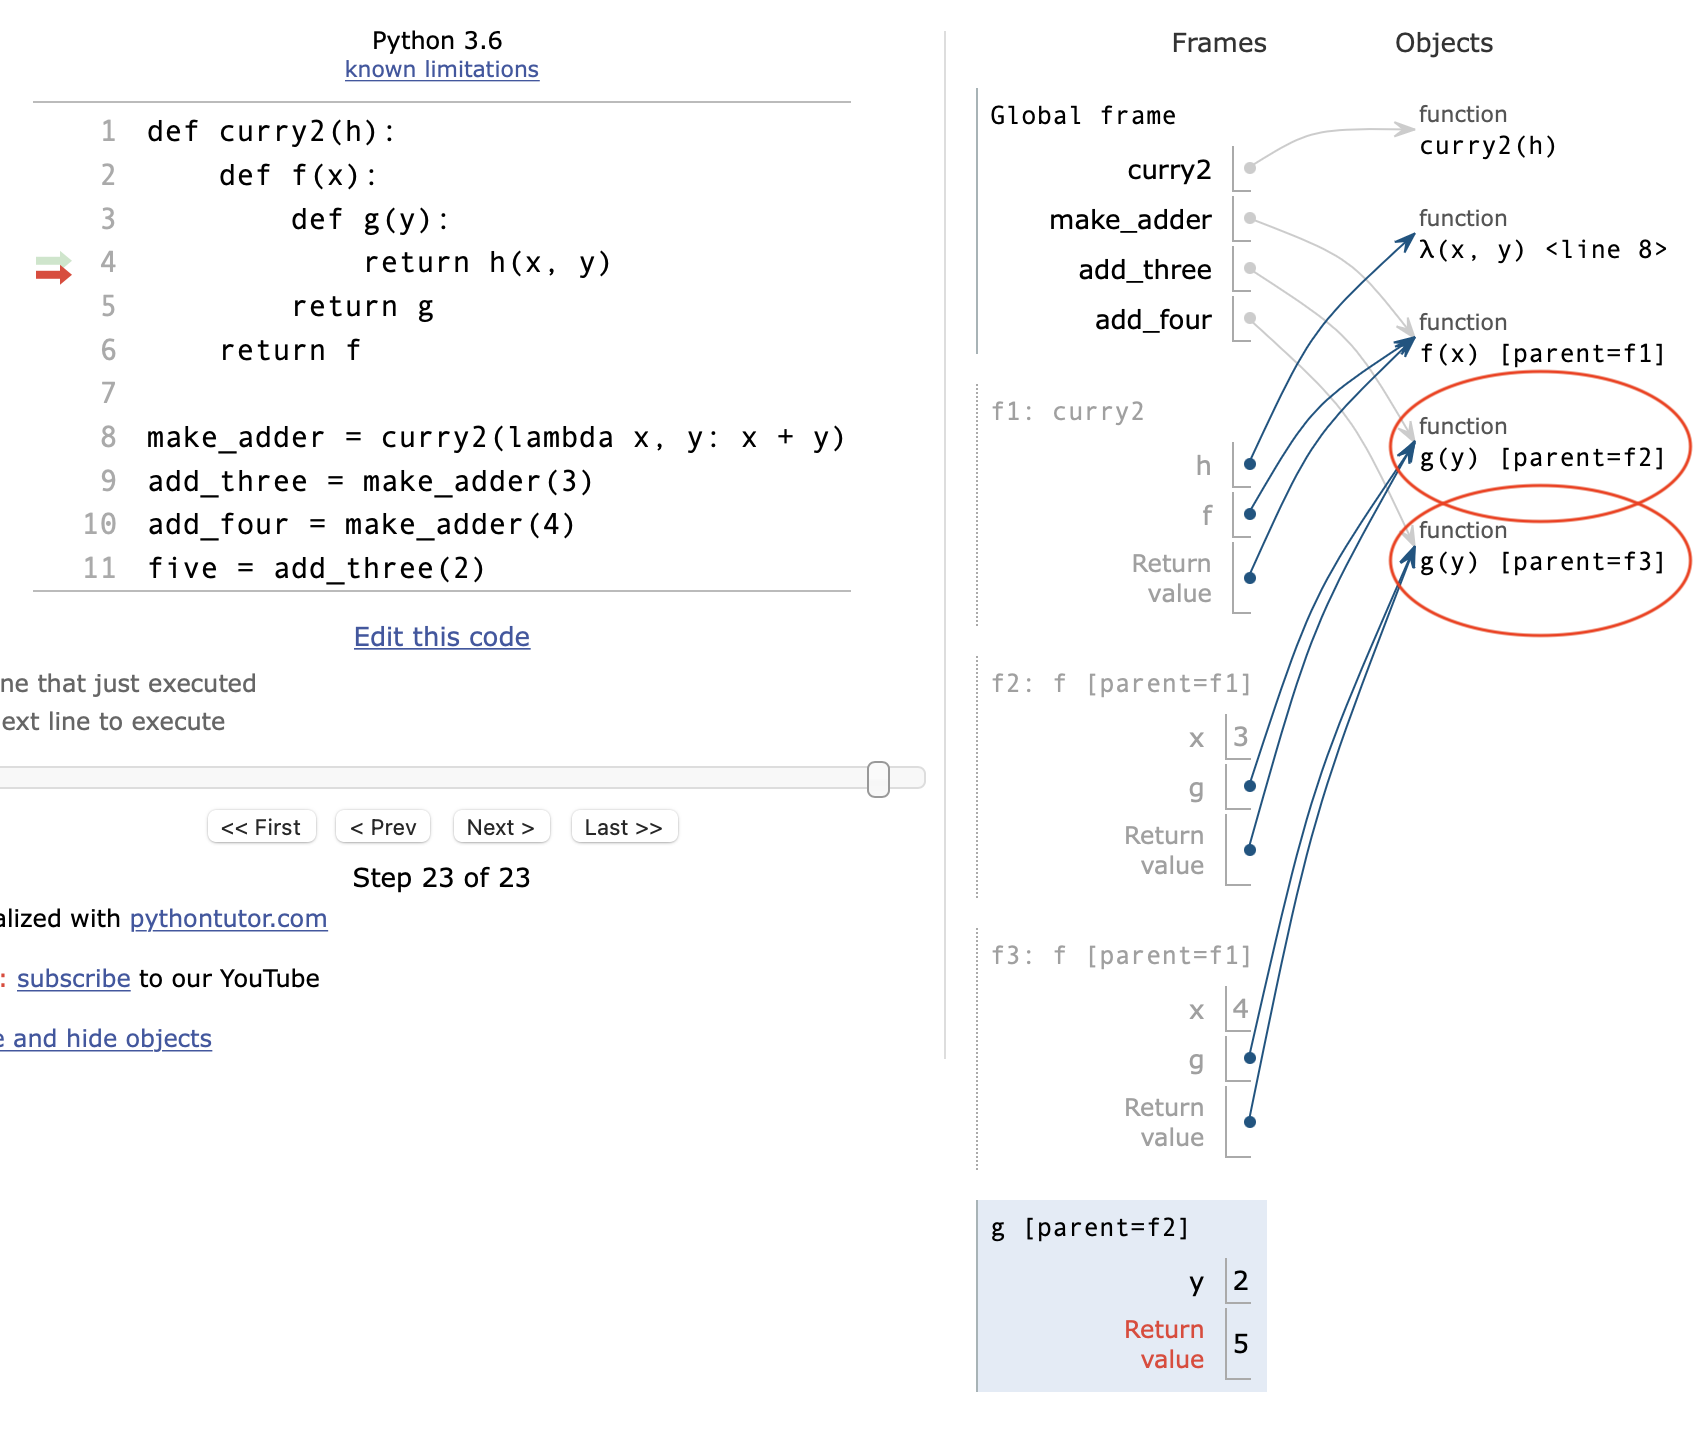 Python 3.6
known limitations
1 def curry2(h):
2     def f(x):
3         def g(y):
4             return h(x, y)
5         return g
6     return f
7
8 make_adder = curry2(lambda x, y: x + y)
9 add_three = make_adder(3)
10 add_four = make_adder(4)
11 five = add_three(2)
Edit this code
ne that just executed
ext line to execute
<< First < Prev Next > Last >>
Step 23 of 23
alized with pythontutor.com
: subscribe to our YouTube
e and hide objects
Frames Objects
Global frame
curry2
make_adder
add_three
add_four
f1: curry2
h
f
Return
value
f2: f [parent=f1]
x 3
g
Return
value
f3: f [parent=f1]
x 4
g
Return
value
g [parent=f2]
y 2
Return
value 5
function
curry2(h)
function
λ(x, y) <line 8>
function
f(x) [parent=f1]
function
g(y) [parent=f2]
function
g(y) [parent=f3]